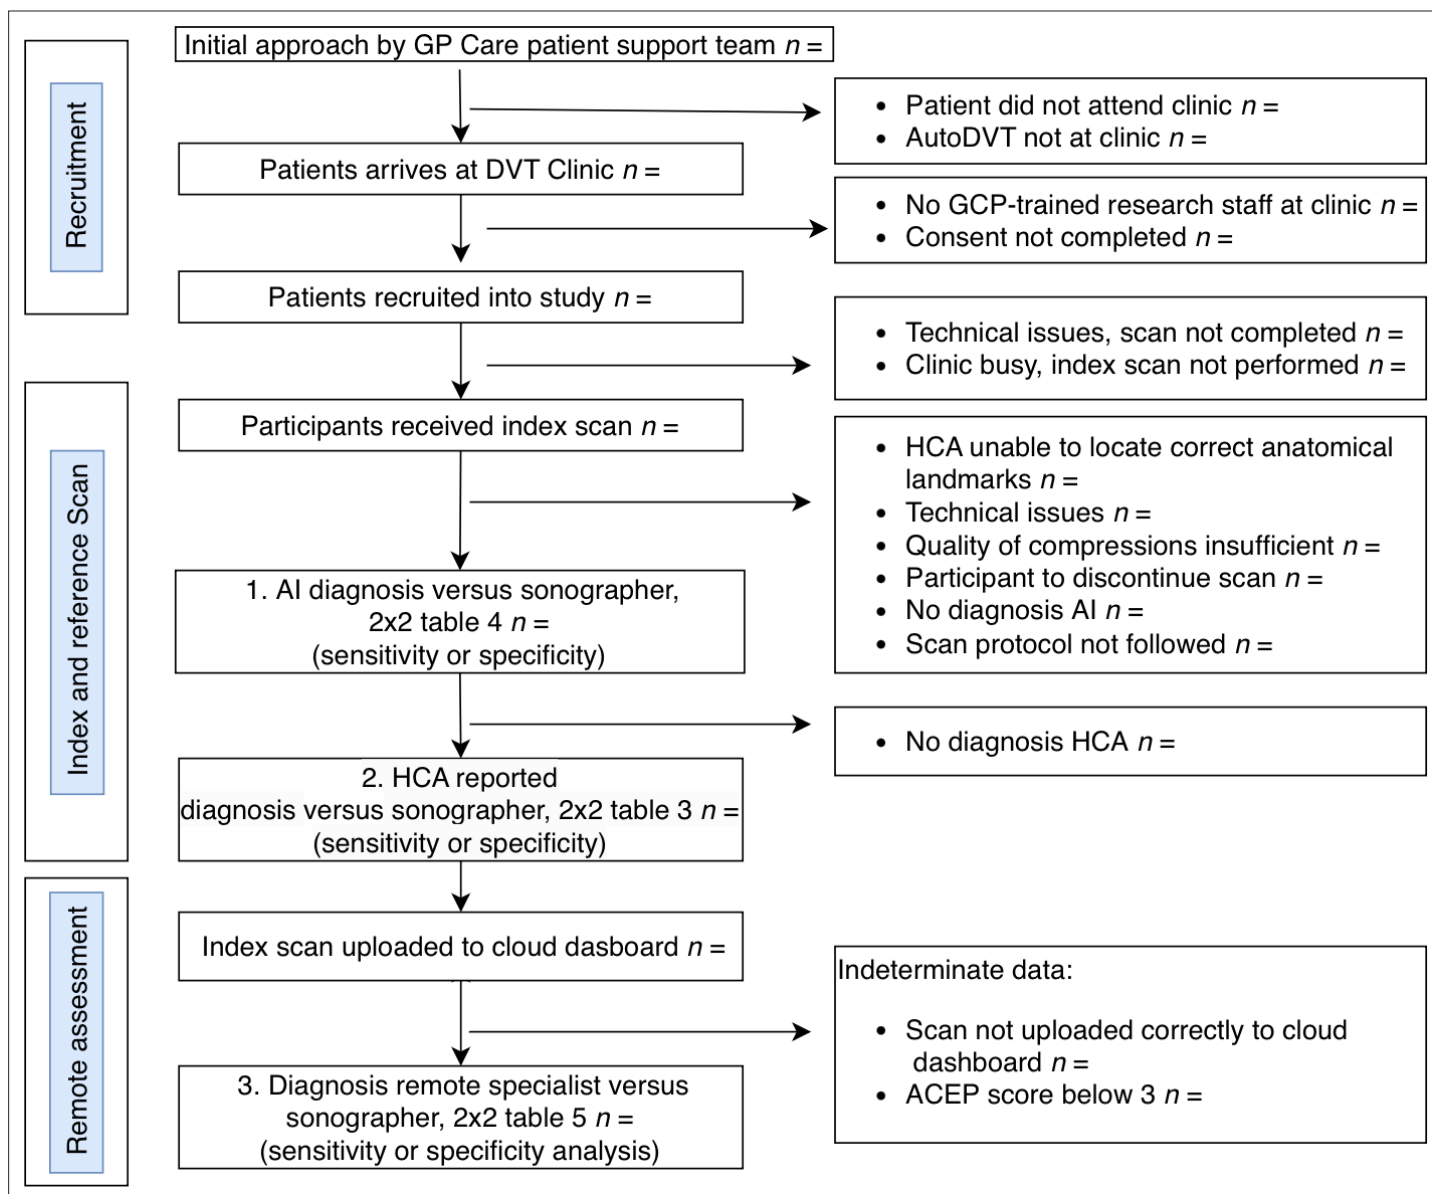 Initial approach by GP Care patient support team n =
Recruitment
• Patient did not attend clinic n =
• AutoDVT not at clinic n =
Patients arrives at DVT Clinic n =
• No GCP-trained research staff at clinic n =
• Consent not completed n =
Patients recruited into study n =
• Technical issues, scan not completed n =
• Clinic busy, index scan not performed n =
Index and reference Scan
Participants received index scan n =
• HCA unable to locate correct anatomical
landmarks n =
• Technical issues n =
• Quality of compressions insufficient n =
• Participant to discontinue scan n =
• No diagnosis AI n =
• Scan protocol not followed n =
1. AI diagnosis versus sonographer,
2x2 table 4 n =
(sensitivity or specificity)
• No diagnosis HCA n =
2. HCA reported
diagnosis versus sonographer, 2x2 table 3 n =
(sensitivity or specificity)
Remote assessment
Index scan uploaded to cloud dasboard n =
Indeterminate data:
• Scan not uploaded correctly to cloud
dashboard n =
• ACEP score below 3 n =
3. Diagnosis remote specialist versus
sonographer, 2x2 table 5 n =
(sensitivity or specificity analysis)